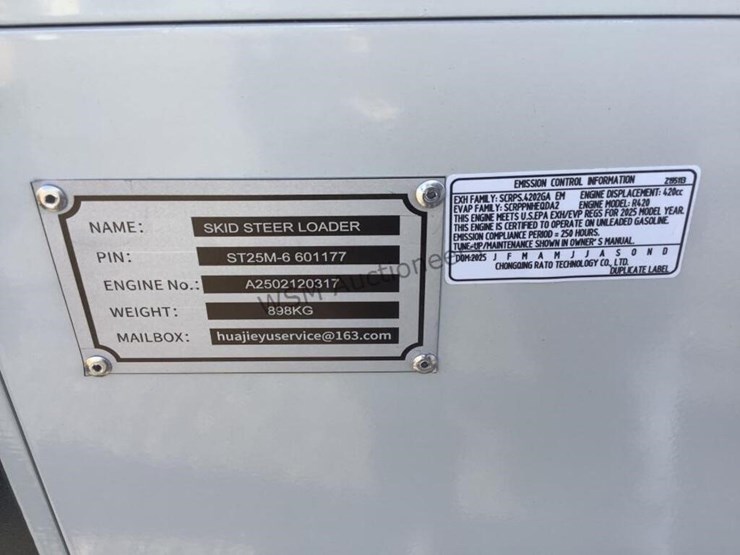 NAME: SKID STEER LOADER
PIN: ST25M-6 601177
ENGINE No.: A2502120317
WEIGHT: 898KG
MAILBOX: huajieyuservice@163.com
WSM Auctioneers
EMISSION CONTROL INFORMATION
EXH FAMILY: SCRPS.4202GA EM ENGINE DISPLACEMENT: 420cc
EVAP FAMILY: SCRPPNHEQDA2 ENGINE MODEL: R420
THIS ENGINE MEETS U.S.EPA EXH/EVP REGS FOR 2025 MODEL YEAR.
THIS ENGINE IS CERTIFIED TO OPERATE ON UNLEADED GASOLINE.
EMISSION COMPLIANCE PERIOD = 250 HOURS.
TUNE-UP/MAINTENANCE SHOWN IN OWNER'S MANUAL.
DOM:2025 J F M A M J J A S O N D
CHONGQING RATO TECHNOLOGY CO., LTD.
DUPLICATE LABEL